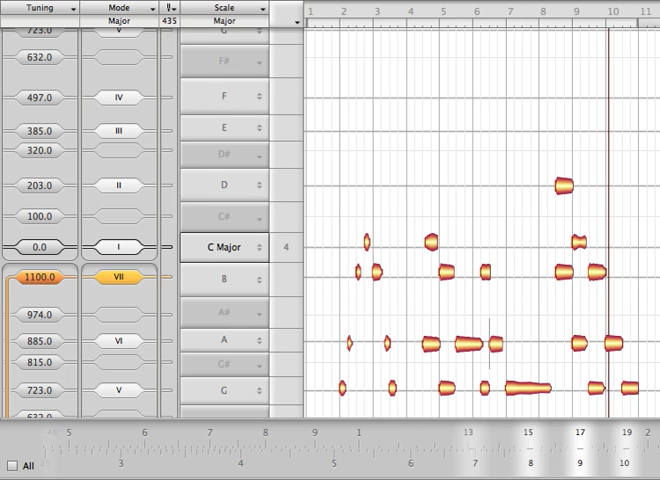 Tuning Mode Scale
Major 435 Major
1 2 3 4 5 6 7 8 9 10 11
723.0 V G
632.0 F#
497.0 IV F
385.0 III E
320.0 D#
203.0 II D
100.0 C#
0.0 I C Major 4
1100.0 VII B
974.0 A#
885.0 VI A
815.0 G#
723.0 V G
632.0
5 6 7 8 9 1 13 15 17 19 2
All 3 4 5 6 7 8 9 10